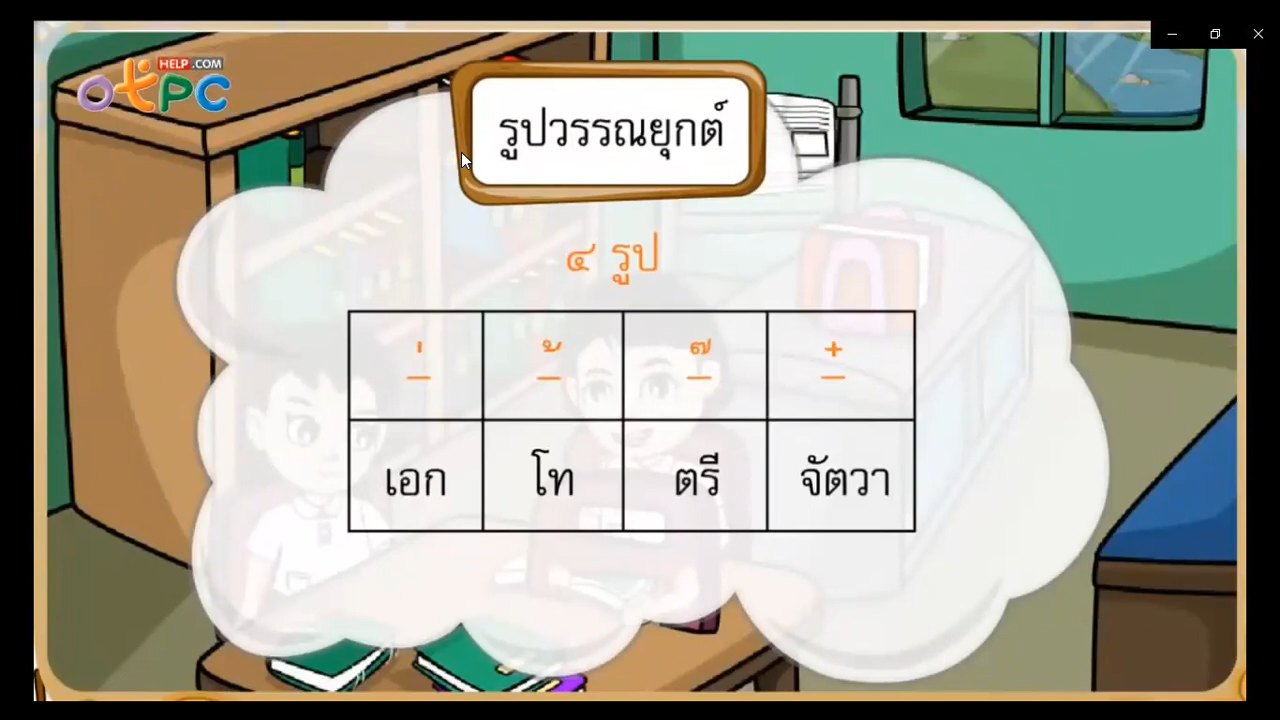 OTPC HELP.COM
รูปวรรณยุกต์
๔ รูป
่ ้ ๊ ๋
เอก โท ตรี จัตวา